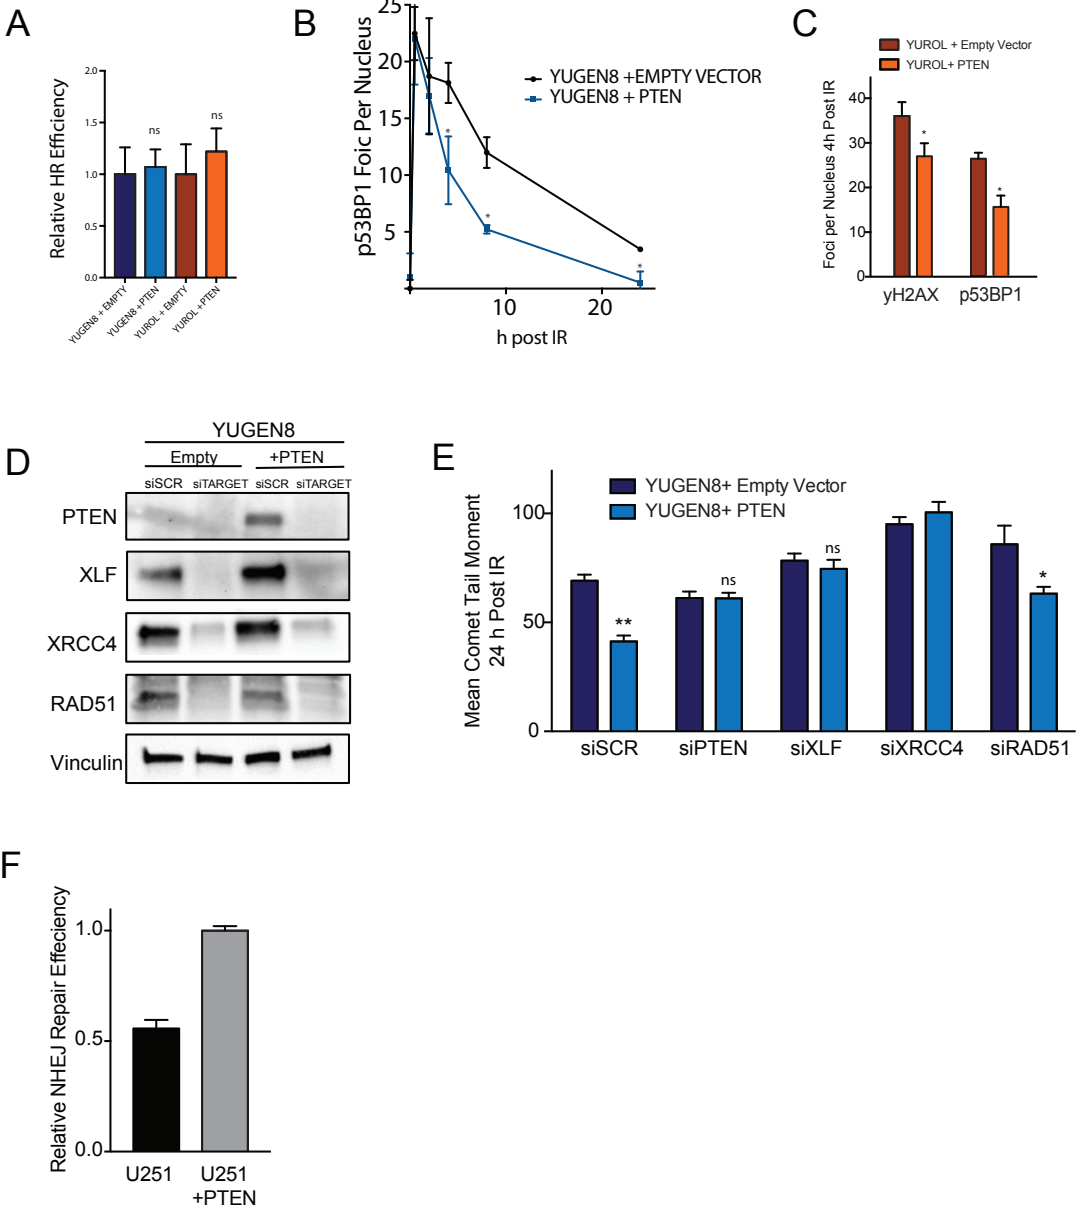 A
Relative HR Efficiency
2.0
1.5
1.0
0.5
0.0
ns
ns
YUGEN8 + EMPTY
YUGEN8 +PTEN
YUROL + EMPTY
YUROL +PTEN
B
p53BP1 Foic Per Nucleus
25
20
15
10
5
YUGEN8 +EMPTY VECTOR
YUGEN8 + PTEN
*
*
*
10
20
h post IR
C
YUROL + Empty Vector
YUROL+ PTEN
Foci per Nucleus 4h Post IR
40
30
20
10
0
*
*
yH2AX
p53BP1
D
YUGEN8
Empty
+PTEN
siSCR siTARGET siSCR siTARGET
PTEN
XLF
XRCC4
RAD51
Vinculin
E
Mean Comet Tail Moment
24 h Post IR
YUGEN8+ Empty Vector
YUGEN8+ PTEN
100
50
0
**
ns
ns
*
siSCR
siPTEN
siXLF
siXRCC4
siRAD51
F
Relative NHEJ Repair Effeciency
1.0
0.5
0.0
U251
U251
+PTEN